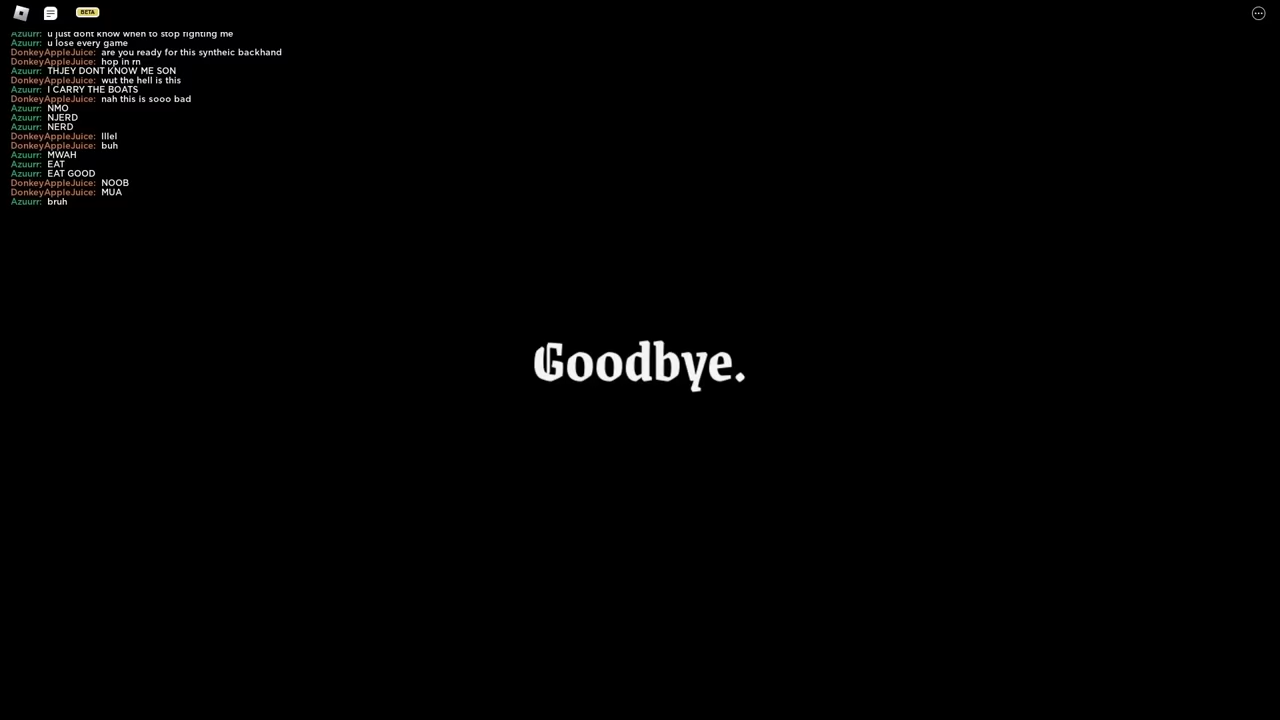 BETA
Azuurr: u just dont know when to stop fighting me
Azuurr: u lose every game
DonkeyAppleJuice: are you ready for this syntheic backhand
DonkeyAppleJuice: hop in rn
Azuurr: THJEY DONT KNOW ME SON
DonkeyAppleJuice: wut the hell is this
Azuurr: I CARRY THE BOATS
DonkeyAppleJuice: nah this is sooo bad
Azuurr: NMO
Azuurr: NJERD
Azuurr: NERD
DonkeyAppleJuice: lllel
DonkeyAppleJuice: buh
Azuurr: MWAH
Azuurr: EAT
Azuurr: EAT GOOD
DonkeyAppleJuice: NOOB
DonkeyAppleJuice: MUA
Azuurr: bruh
Goodbye.